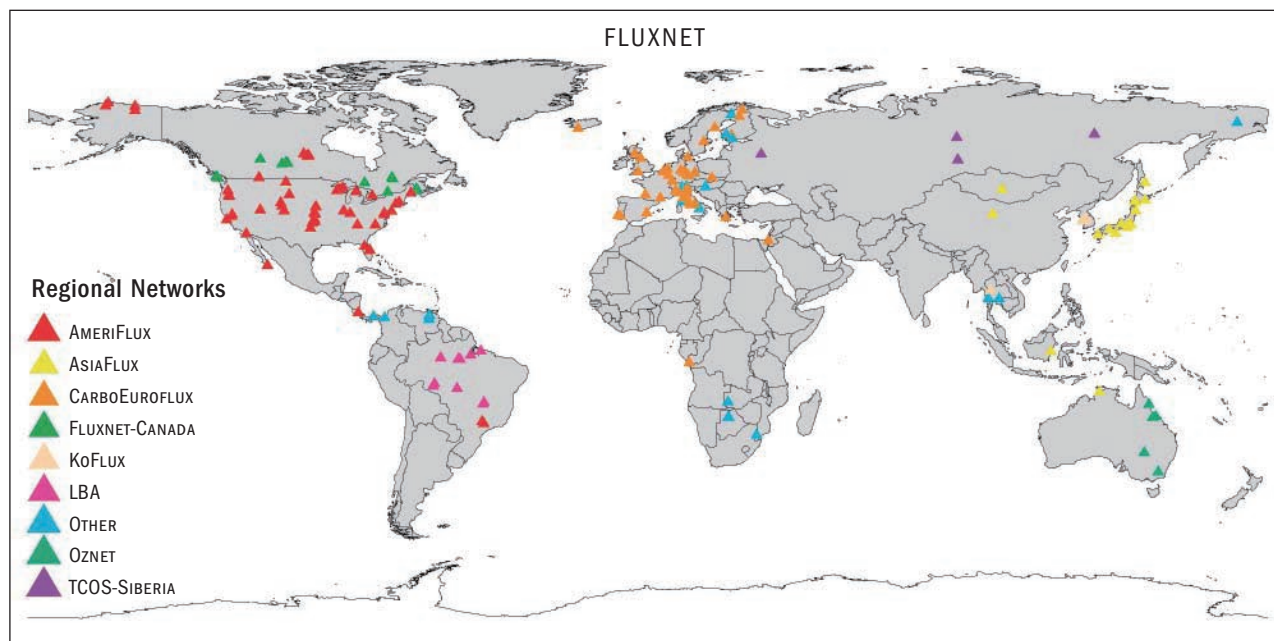 FLUXNET
Regional Networks
AMERIFLUX
ASIAFLUX
CARBOEUROFLUX
FLUXNET-CANADA
KOFLUX
LBA
OTHER
OZNET
TCOS-SIBERIA